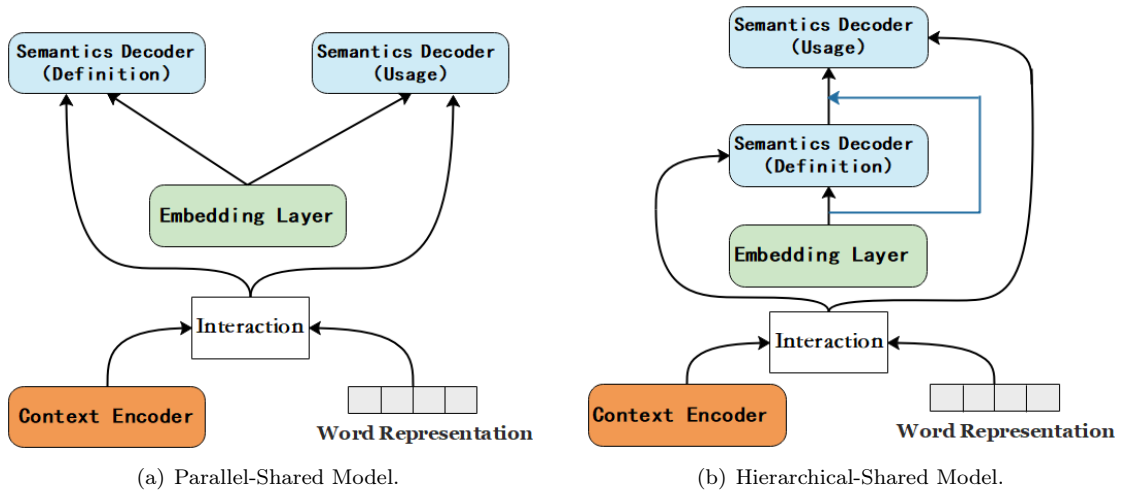 Semantics Decoder
(Definition)
Semantics Decoder
(Usage)
Embedding Layer
Interaction
Context Encoder
Word Representation
(a) Parallel-Shared Model.
Semantics Decoder
(Usage)
Semantics Decoder
(Definition)
Embedding Layer
Interaction
Context Encoder
Word Representation
(b) Hierarchical-Shared Model.